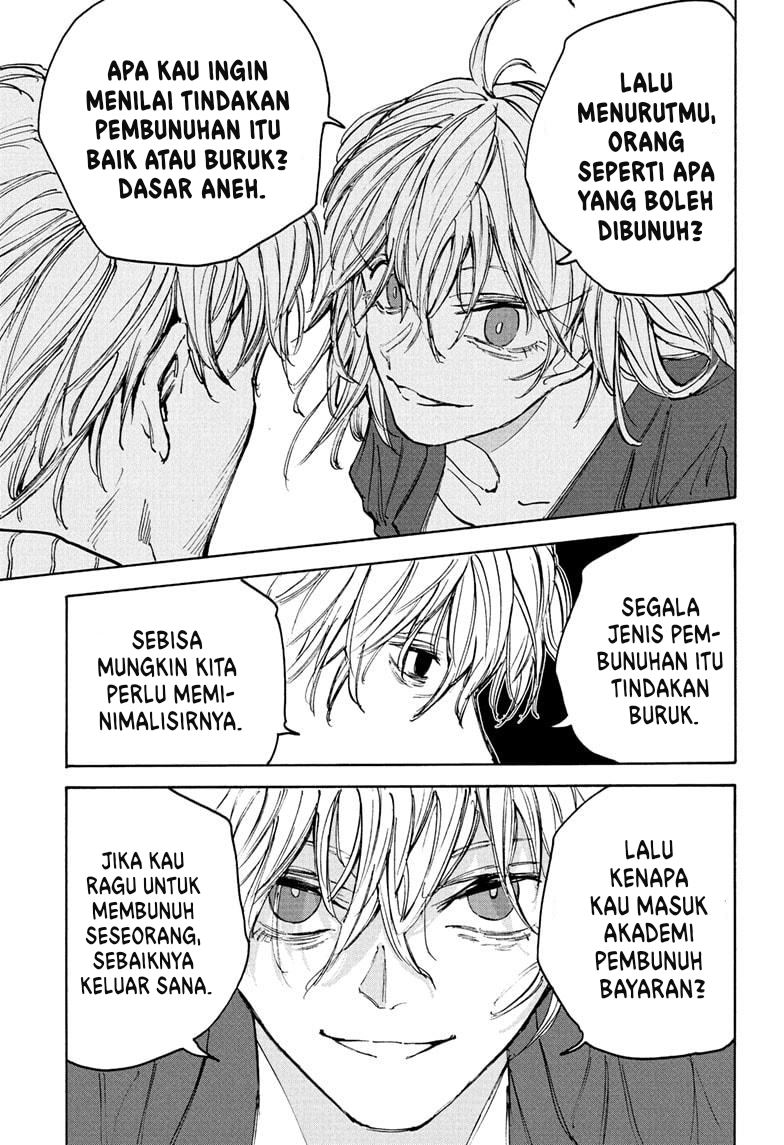 LALU
MENURUTMU,
ORANG
SEPERTI APA
YANG BOLEH
DIBUNUH?
APA KAU INGIN
MENILAI TINDAKAN
PEMBUNUHAN ITU
BAIK ATAU BURUK?
DASAR ANEH.
SEGALA
JENIS PEM-
BUNUHAN ITU
TINDAKAN
BURUK.
SEBISA
MUNGKIN KITA
PERLU MEMI-
NIMALISIRNYA.
LALU
KENAPA
KAU MASUK
AKADEMI
PEMBUNUH
BAYARAN?
JIKA KAU
RAGU UNTUK
MEMBUNUH
SESEORANG,
SEBAIKNYA
KELUAR SANA.